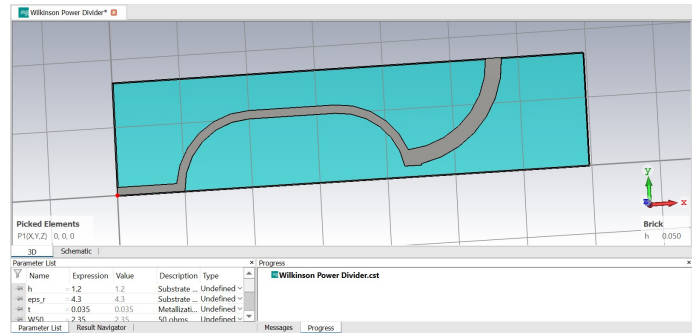 Wilkinson Power Divider*
y
x
Picked Elements
P1(X,Y,Z) 0, 0, 0
Brick
h 0.050
3D Schematic
Parameter List
Progress
Name Expression Value Description Type
h = 1.2 1.2 Substrate ... Undefined
eps_r = 4.3 4.3 Substrate ... Undefined
t = 0.035 0.035 Metallizati... Undefined
W50 = 2.35 2.35 50 ohms Undefined
Wilkinson Power Divider.cst
Parameter List Result Navigator
Messages Progress